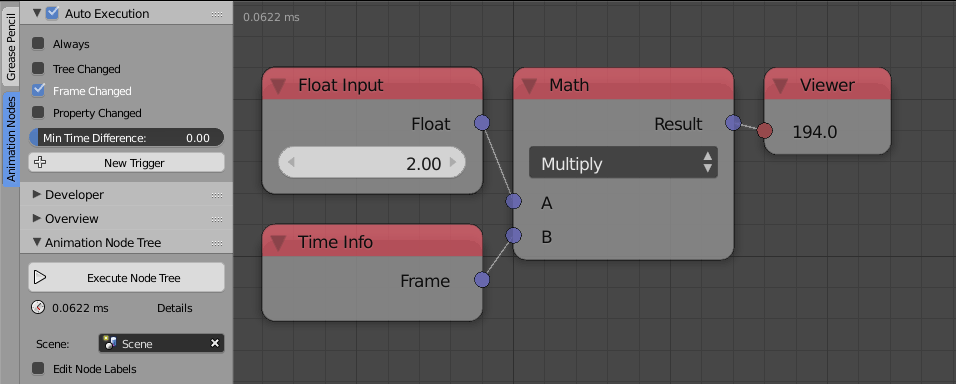 Grease Pencil
Animation Nodes
Auto Execution
Always
Tree Changed
Frame Changed
Property Changed
Min Time Difference: 0.00
New Trigger
Developer
Overview
Animation Node Tree
Execute Node Tree
0.0622 ms Details
Scene: Scene
Edit Node Labels
0.0622 ms
Float Input
Float
2.00
Time Info
Frame
Math
Result
Multiply
A
B
Viewer
194.0